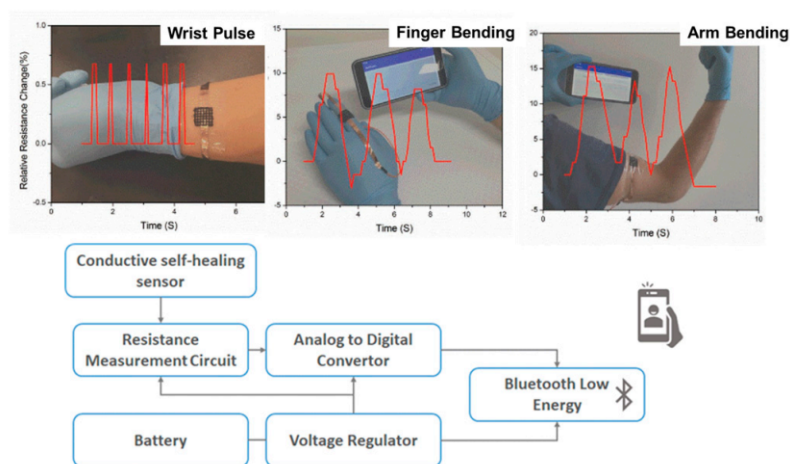 Wrist Pulse
Relative Resistance Change(%)
1.0
0.5
0.0
-0.5
0
2
4
6
Time (S)
Finger Bending
15
10
5
0
-5
0
2
4
6
8
10
12
Time (S)
Arm Bending
20
15
10
5
0
-5
0
2
4
6
8
10
Time (S)
Conductive self-healing
sensor
Resistance
Measurement Circuit
Analog to Digital
Convertor
Bluetooth Low
Energy
Battery
Voltage Regulator